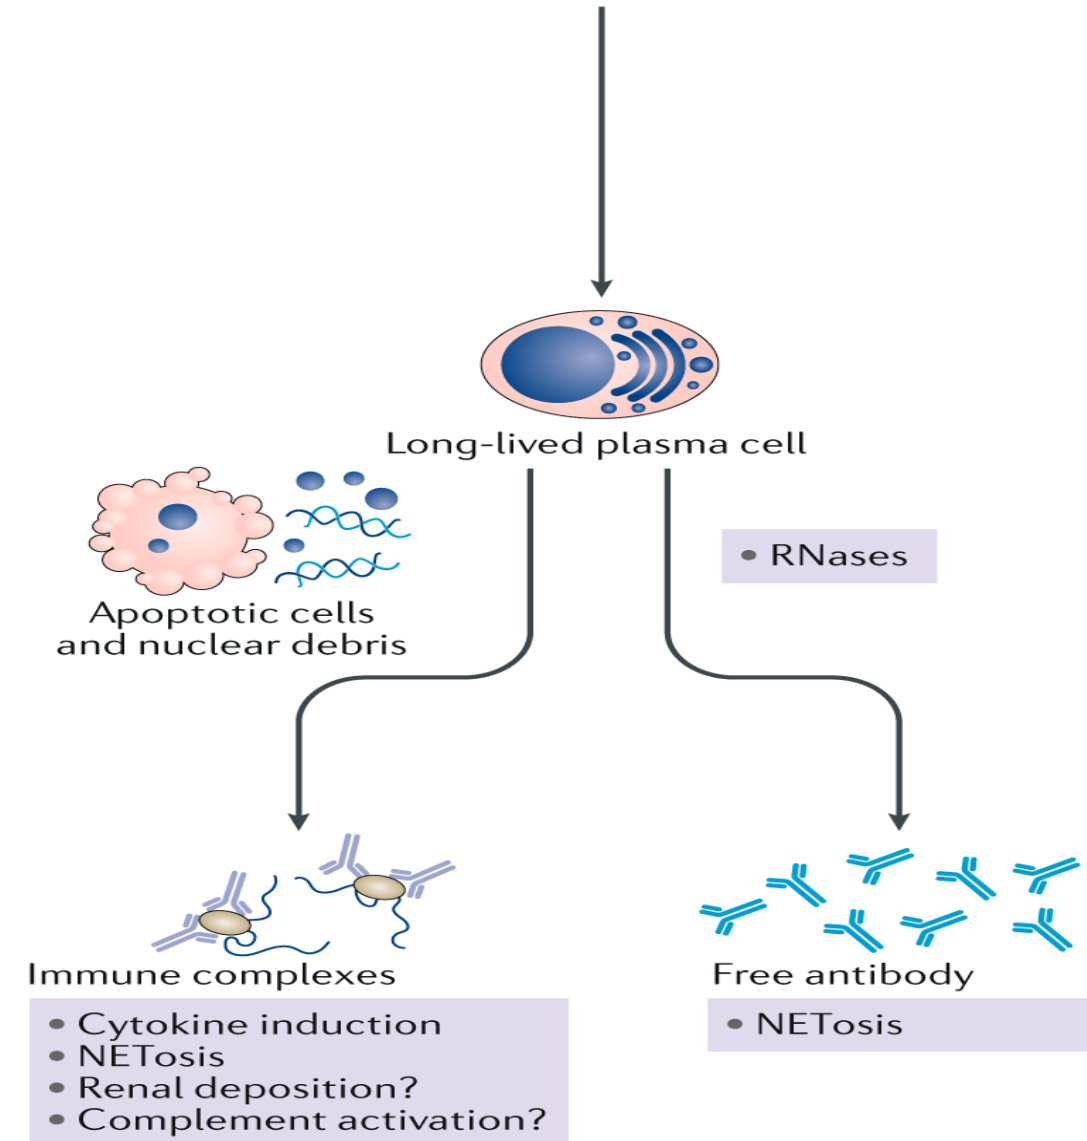 Long-lived plasma cell
• RNases
Apoptotic cells
and nuclear debris
Immune complexes
• Cytokine induction
• NETosis
• Renal deposition?
• Complement activation?
Free antibody
• NETosis